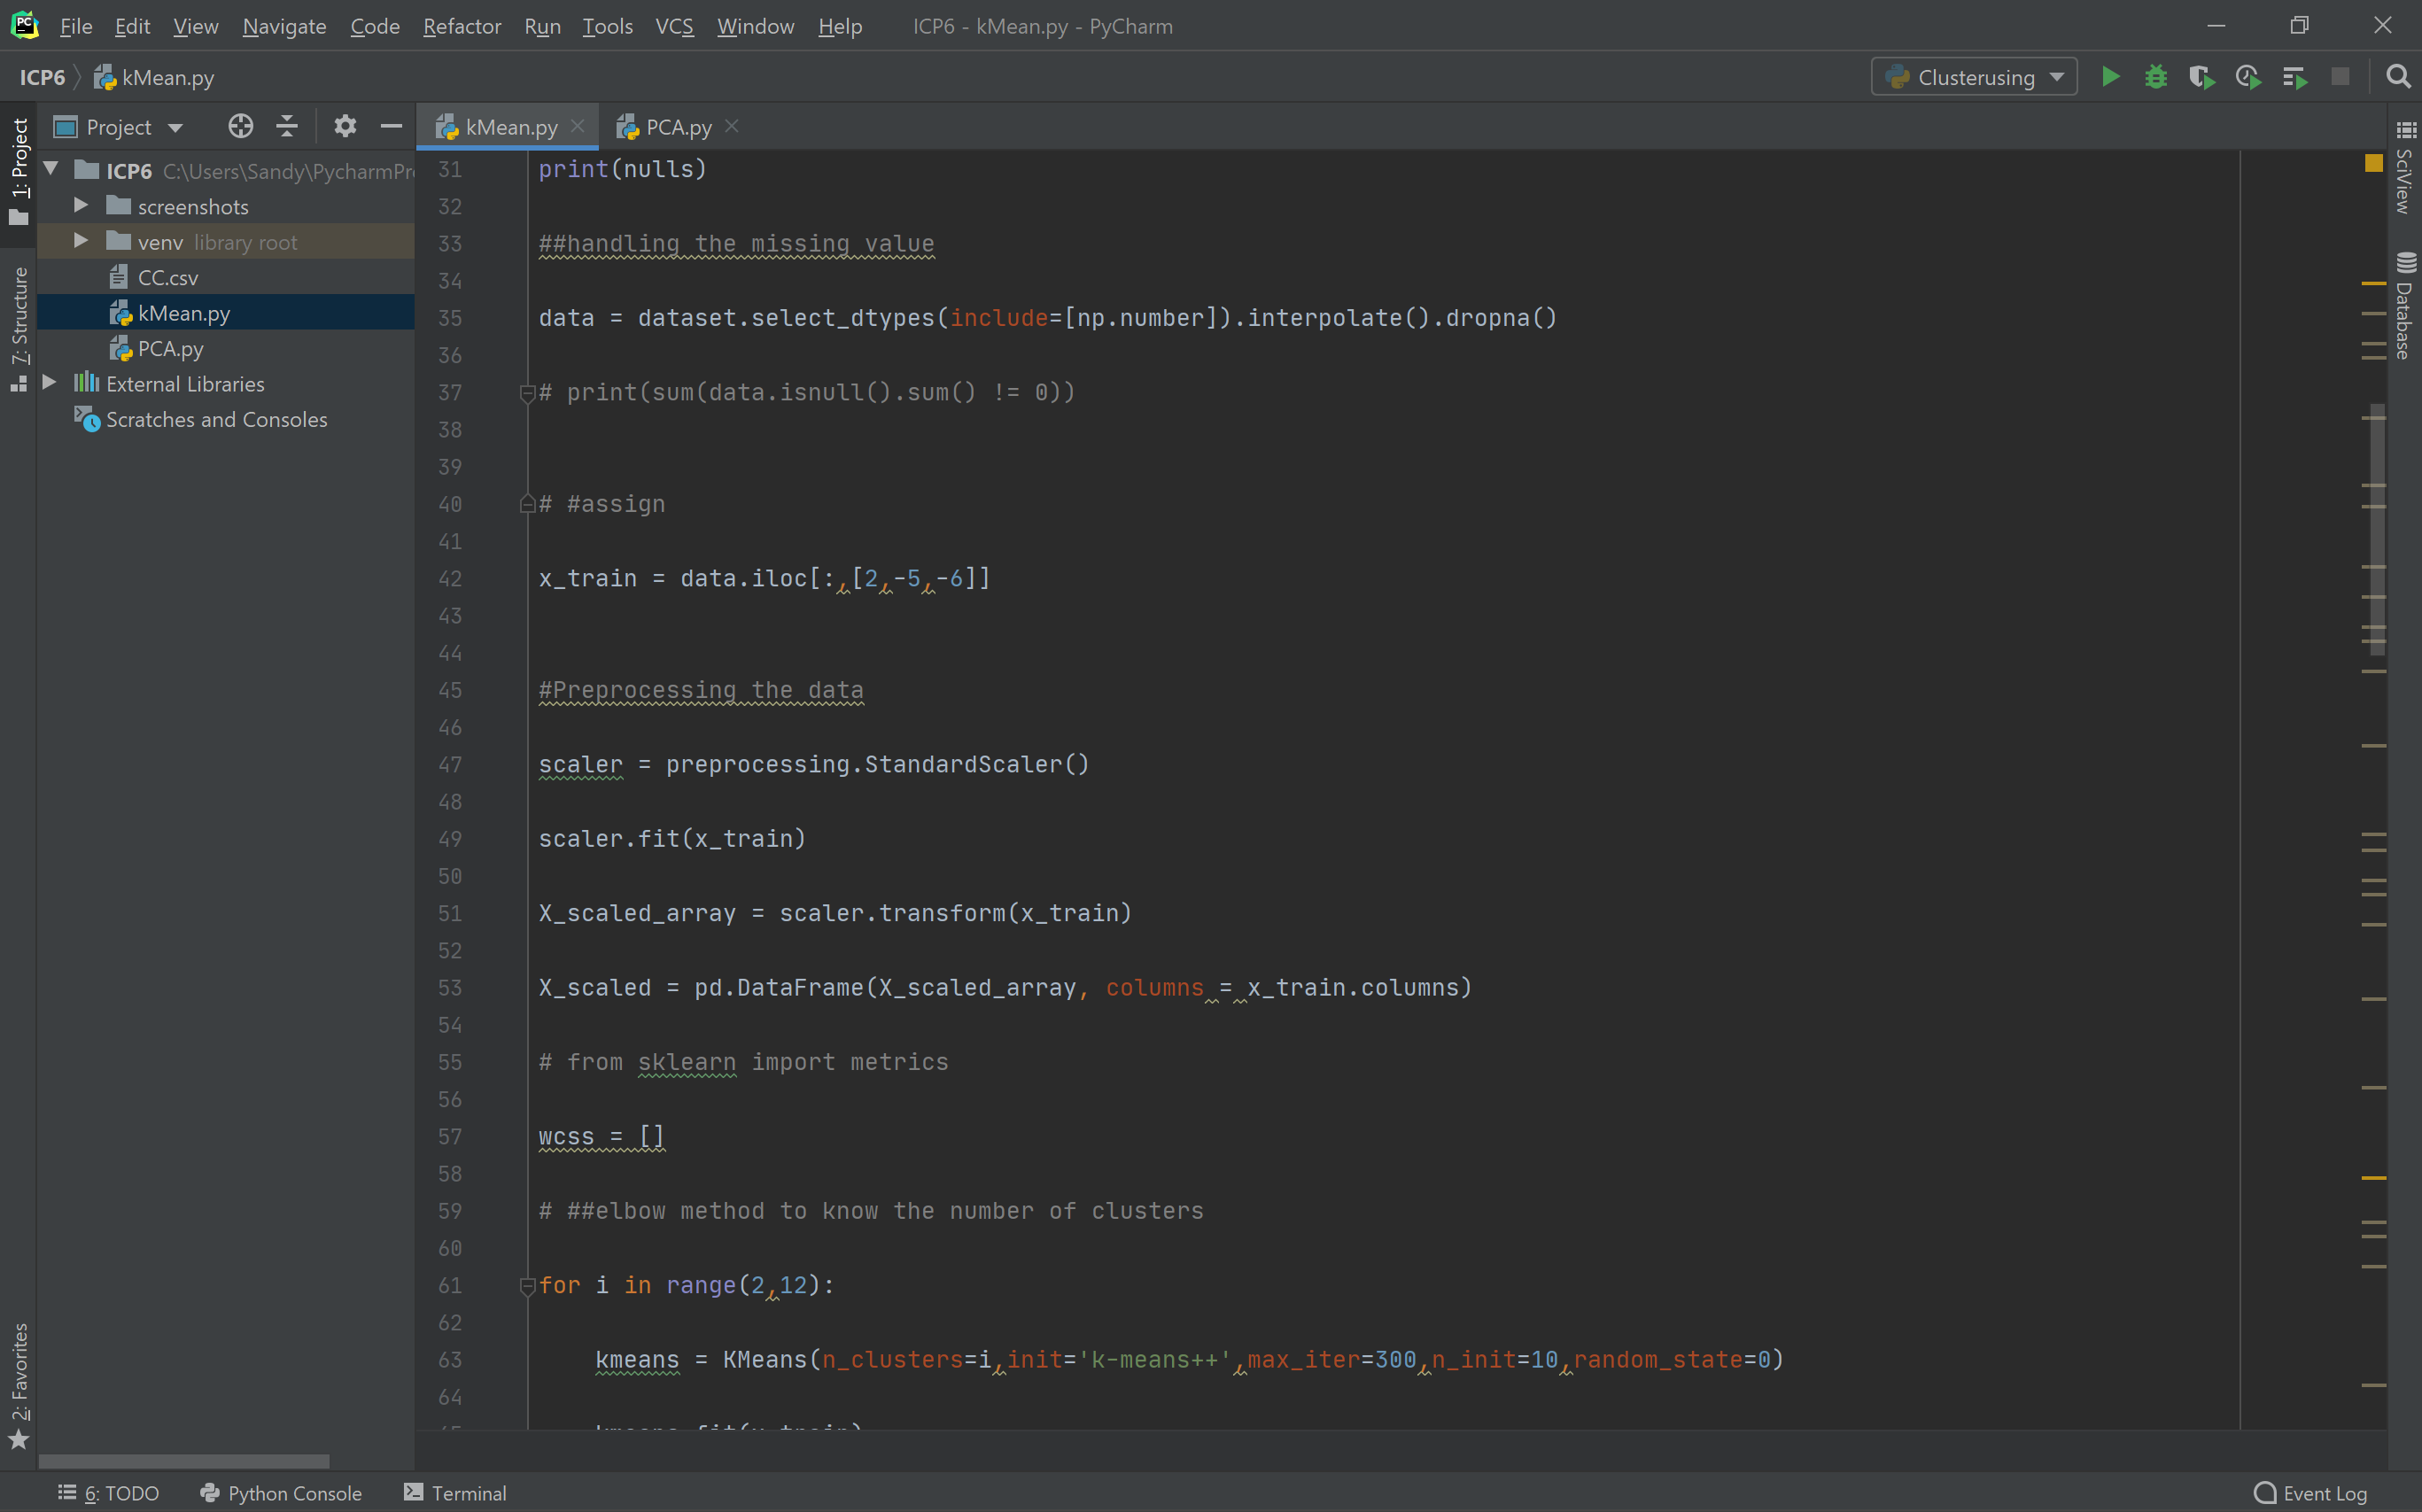 PC File Edit View Navigate Code Refactor Run Tools VCS Window Help ICP6 - kMean.py - PyCharm
ICP6 kMean.py Clusterusing
1: Project
7: Structure
2: Favorites
Project
ICP6 C:\Users\Sandy\PycharmPr
screenshots
venv library root
CC.csv
kMean.py
PCA.py
External Libraries
Scratches and Consoles
kMean.py PCA.py
31 print(nulls)
32
33 ##handling the missing value
34
35 data = dataset.select_dtypes(include=[np.number]).interpolate().dropna()
36
37 # print(sum(data.isnull().sum() != 0))
38
39
40 # #assign
41
42 x_train = data.iloc[:,[2,-5,-6]]
43
44
45 #Preprocessing the data
46
47 scaler = preprocessing.StandardScaler()
48
49 scaler.fit(x_train)
50
51 X_scaled_array = scaler.transform(x_train)
52
53 X_scaled = pd.DataFrame(X_scaled_array, columns = x_train.columns)
54
55 # from sklearn import metrics
56
57 wcss = []
58
59 # ##elbow method to know the number of clusters
60
61 for i in range(2,12):
62
63     kmeans = KMeans(n_clusters=i,init='k-means++',max_iter=300,n_init=10,random_state=0)
64
SciView
Database
6: TODO Python Console Terminal Event Log